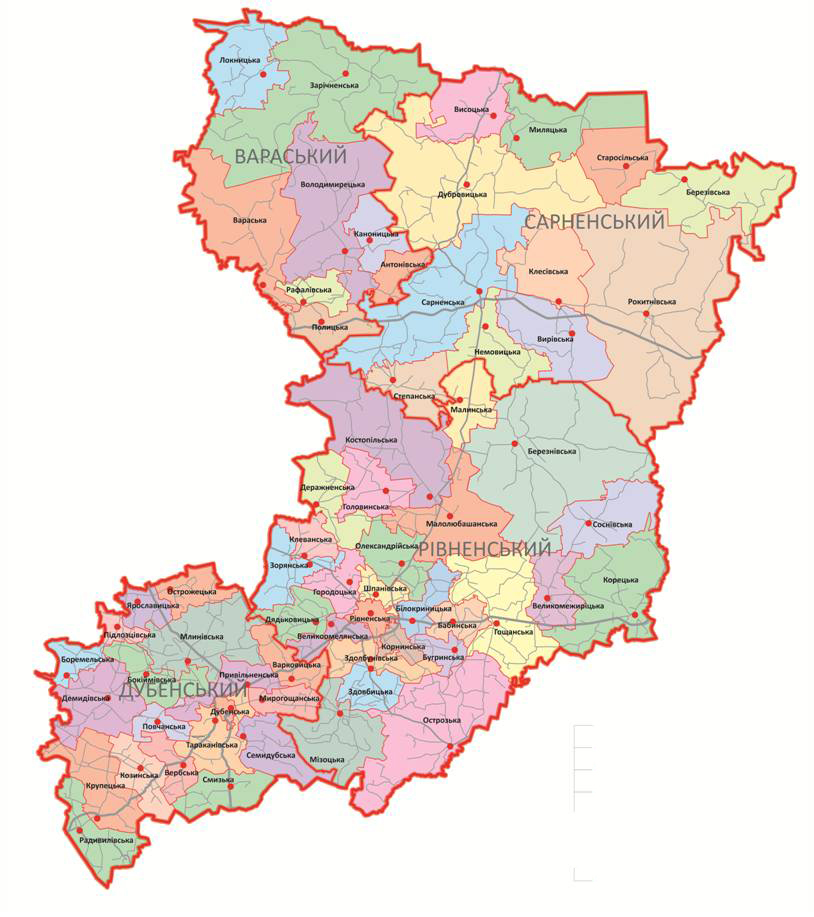 Локницька
Зарічненська
Висоцька
Миляцька
ВАРАСЬКИЙ
Старосільська
Володимирецька
Дубровицька
Березівська
Вараська
САРНЕНСЬКИЙ
Каноницька
Антонівська
Клесівська
Рафалівська
Сарненська
Рокитнівська
Полицька
Вирівська
Немовицька
Степанська
Малинська
Костопільська
Березнівська
Деражненська
Головинська
Малолюбашанська
Соснівська
Клеванська
Олександрійська
РІВНЕНСЬКИЙ
Зорянська
Корецька
Острожецька
Городоцька
Шпанівська
Ярославицька
Великомежиріцька
Білокриницька
Дядьковицька
Рівненська
Бабинська
Підлозцівська
Млинівська
Великоомелянська
Гощанська
Корнинська
Боремельська
Здолбунівська
Бугринська
Варковицька
Привільненська
Бокіймівська
ДУБЕНСЬКИЙ
Демидівська
Мирогощанська
Здовбицька
Дубенська
Острозька
Повчанська
Тараканівська
Семидубська
Мізоцька
Козинська
Вербська
Смизька
Крупецька
Радивилівська